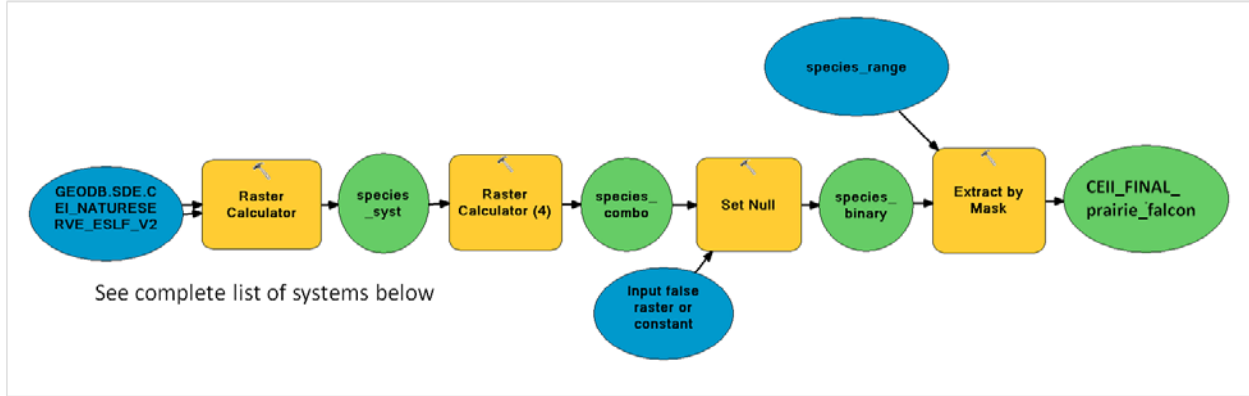 species_range
GEODB.SDE.C
EI_NATURESE
RVE_ESLF_V2
Raster
Calculator
species
_syst
Raster
Calculator (4)
species_
combo
Set Null
species_
binary
Extract by
Mask
CEII_FINAL_
prairie_falcon
Input false
raster or
constant
See complete list of systems below